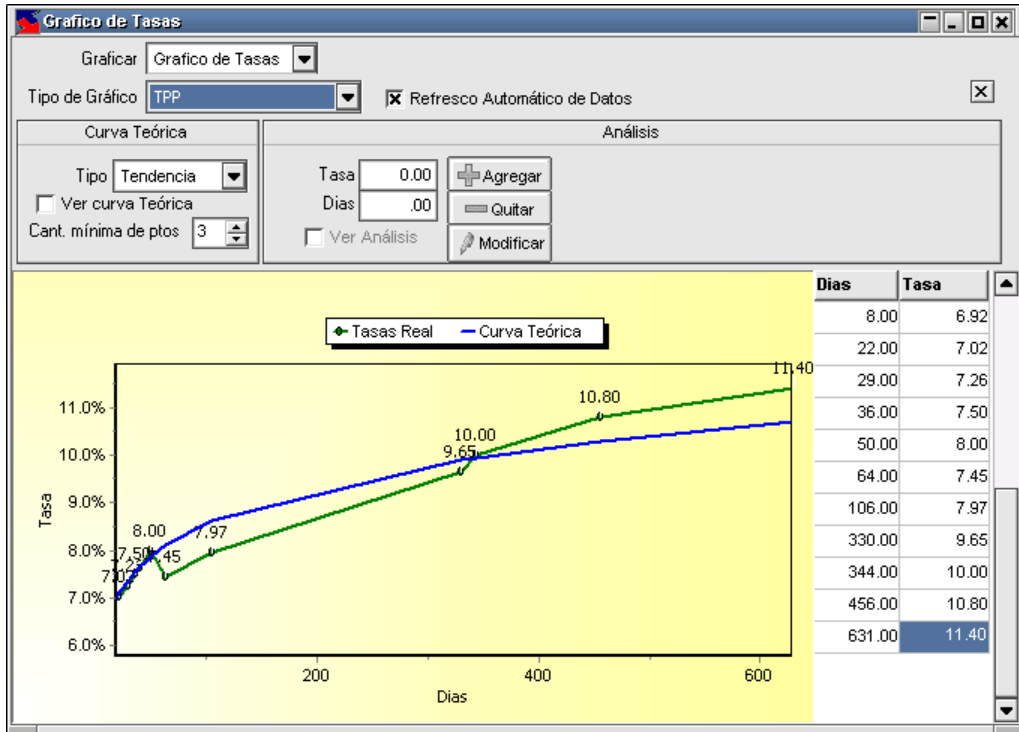 Grafico de Tasas
Graficar Grafico de Tasas
Tipo de Gráfico TPP Refresco Automático de Datos
Curva Teórica Análisis
Tipo Tendencia Tasa 0.00 Agregar
Ver curva Teórica Dias .00 Quitar
Cant. mínima de ptos 3 Ver Análisis Modificar
Dias Tasa
8.00 6.92
22.00 7.02
29.00 7.26
36.00 7.50
50.00 8.00
64.00 7.45
106.00 7.97
330.00 9.65
344.00 10.00
456.00 10.80
631.00 11.40
Tasas Real Curva Teórica
11.40
10.80
11.0%
10.00
10.0%
9.65
9.0%
Tasa
8.00 7.97
8.0%
7.50 .45
7.0%
6.0%
200 400 600
Dias